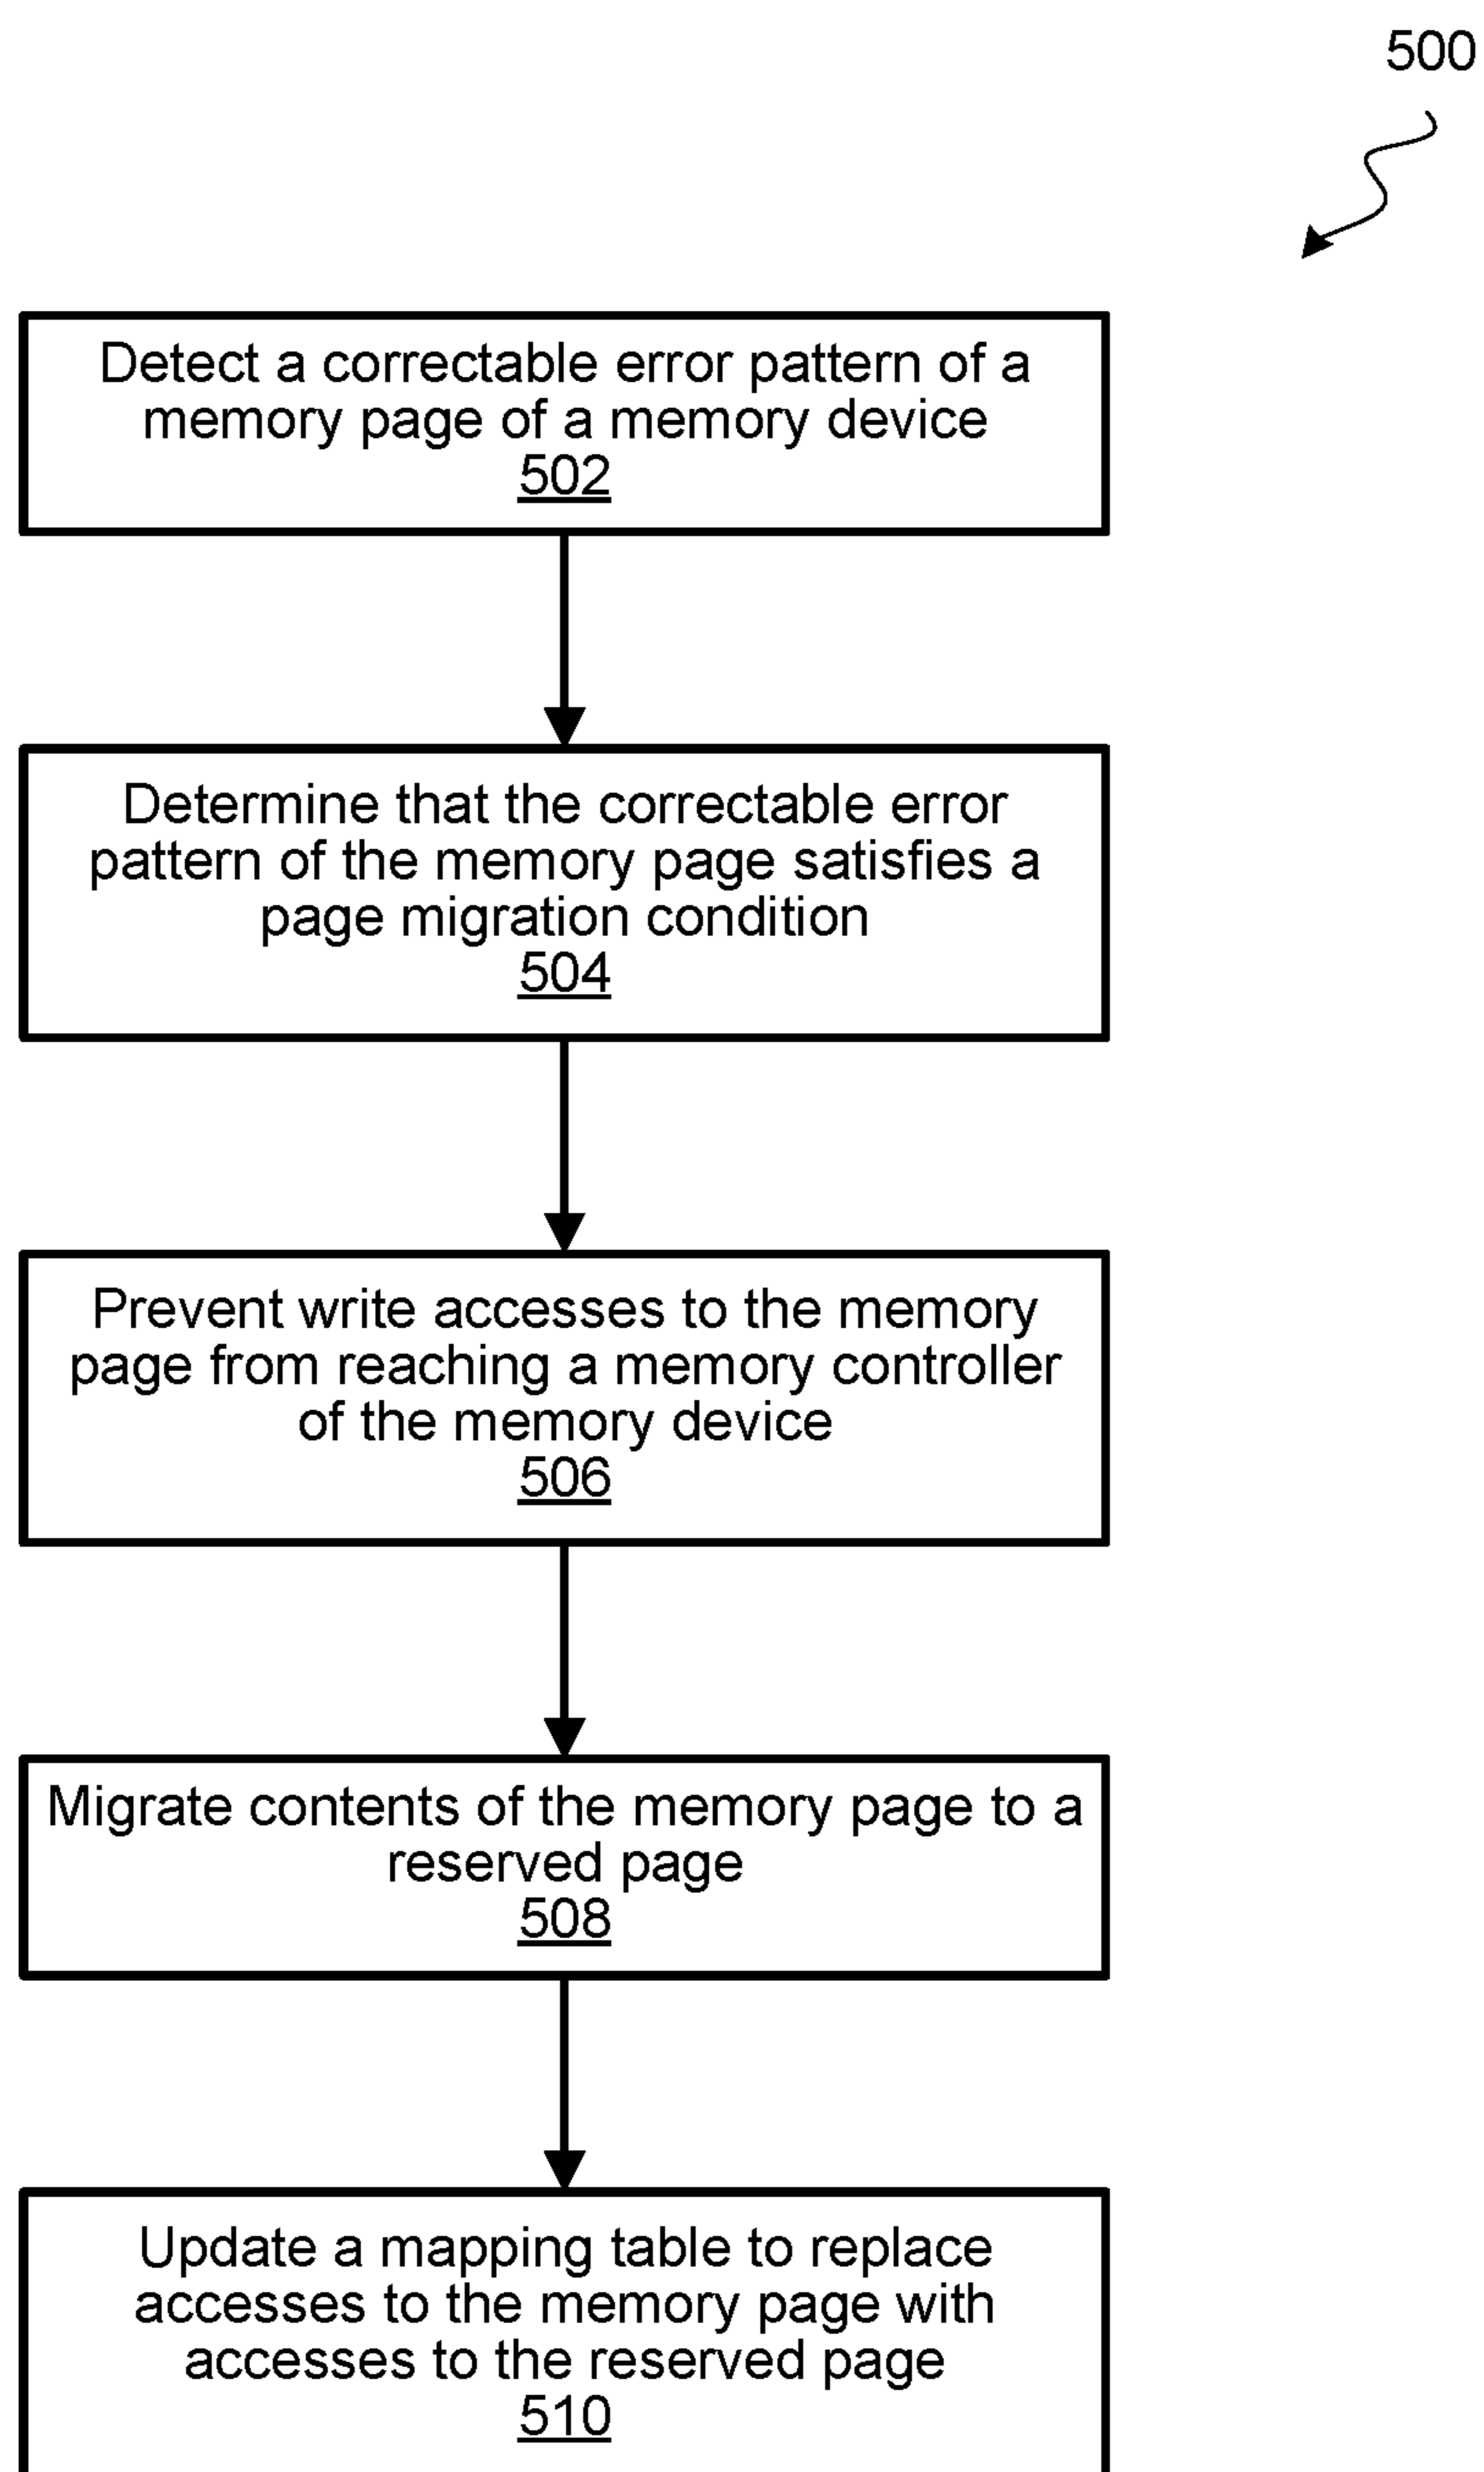 500
Detect a correctable error pattern of a
memory page of a memory device
502
Determine that the correctable error
pattern of the memory page satisfies a
page migration condition
504
Prevent write accesses to the memory
page from reaching a memory controller
of the memory device
506
Migrate contents of the memory page to a
reserved page
508
Update a mapping table to replace
accesses to the memory page with
accesses to the reserved page
510